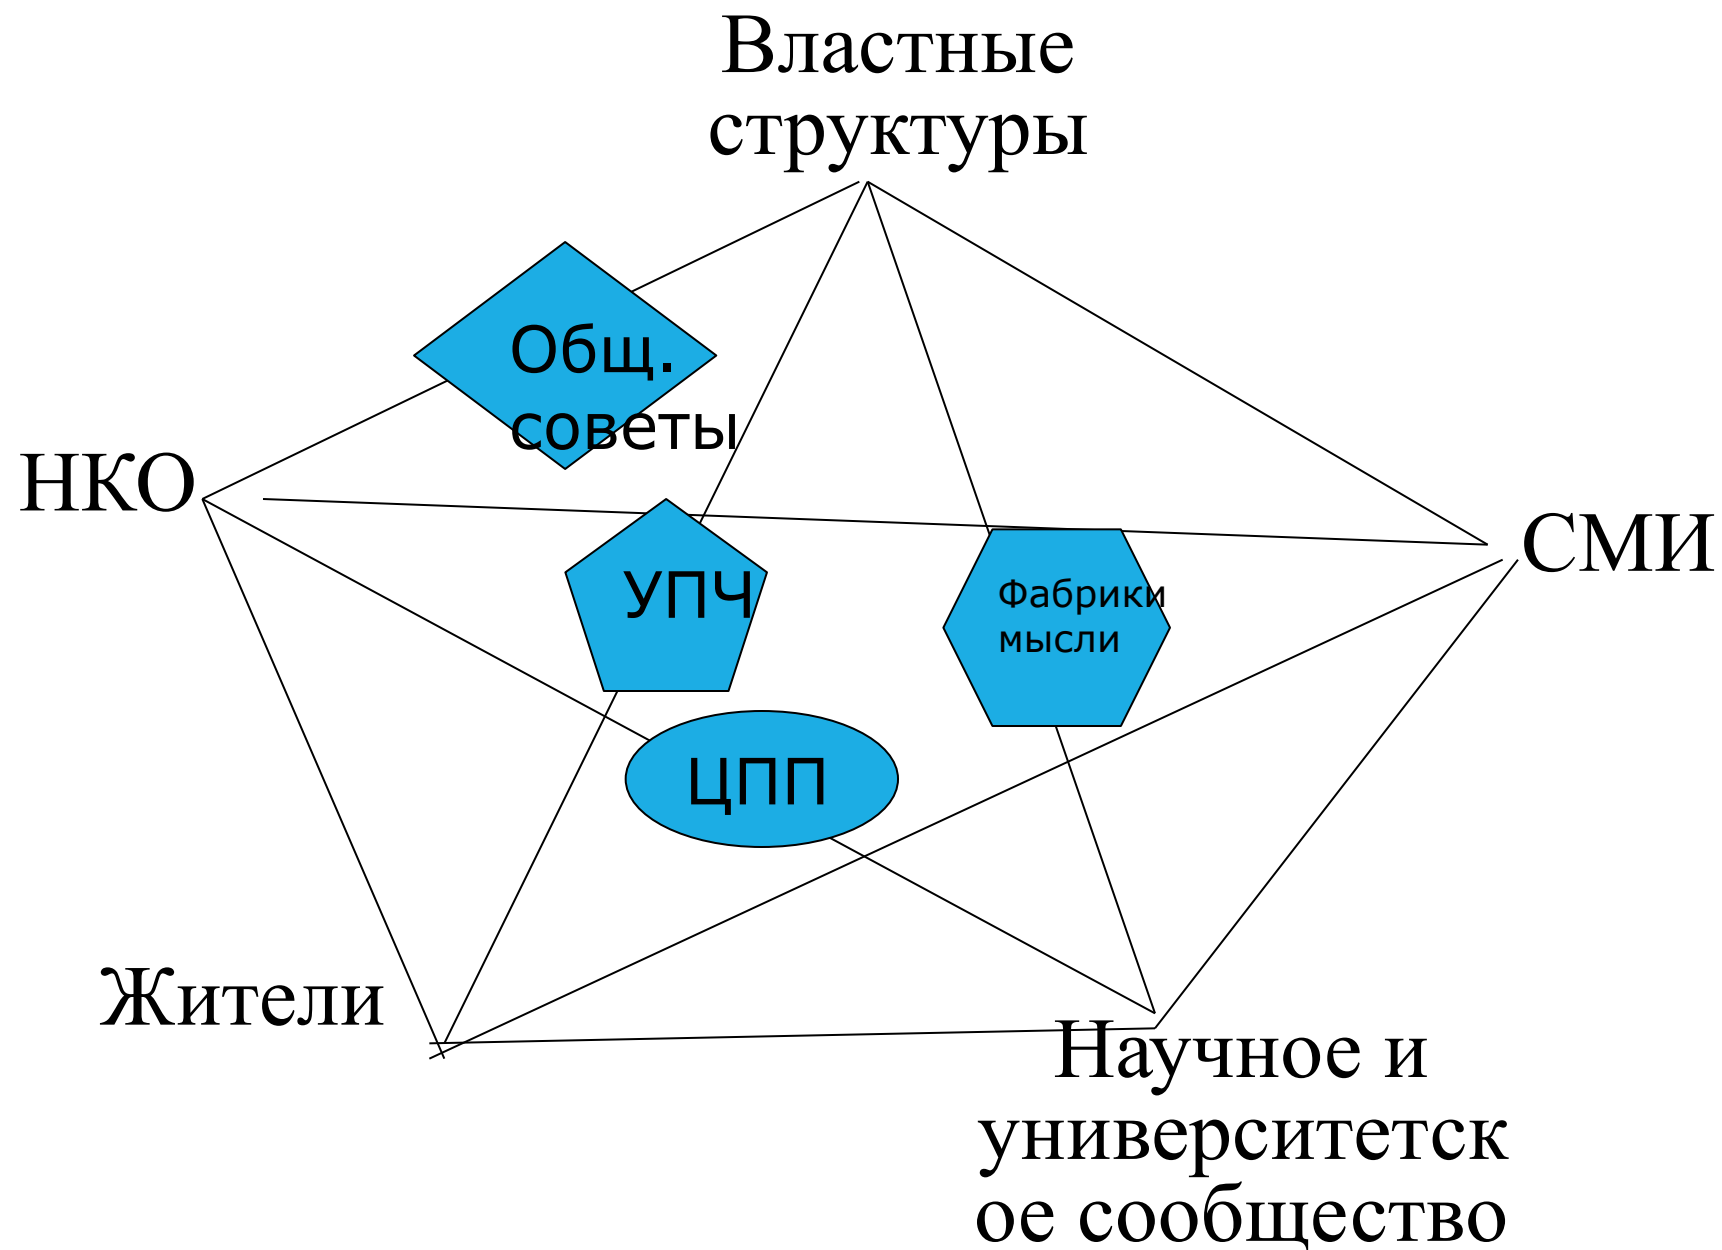 Властные
структуры
Общ.
советы
НКО
СМИ
УПЧ
Фабрики
мысли
ЦПП
Жители
Научное и
университетск
ое сообщество